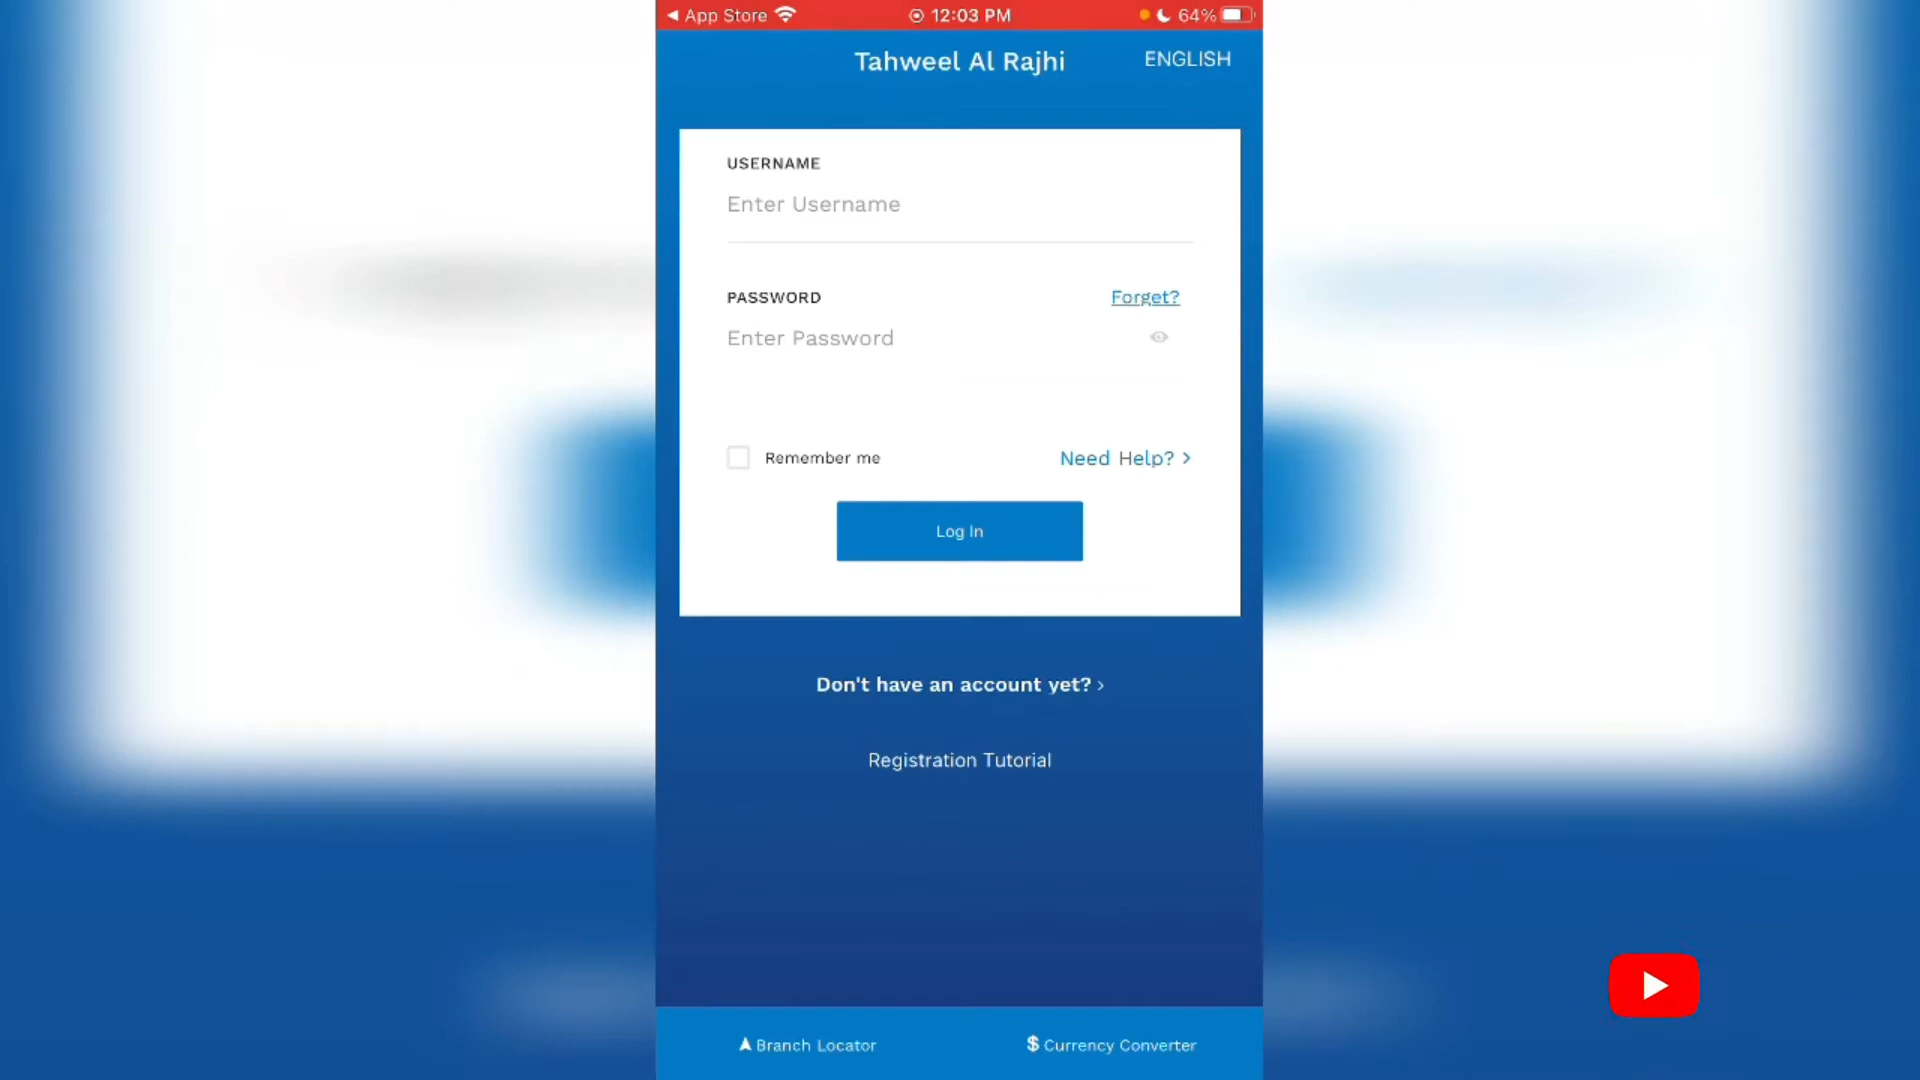 App Store
12:03 PM
64%
Tahweel Al Rajhi
ENGLISH
USERNAME
Enter Username
PASSWORD
Forget?
Enter Password
Remember me
Need Help? >
Log In
Don't have an account yet? >
Registration Tutorial
Branch Locator
$ Currency Converter